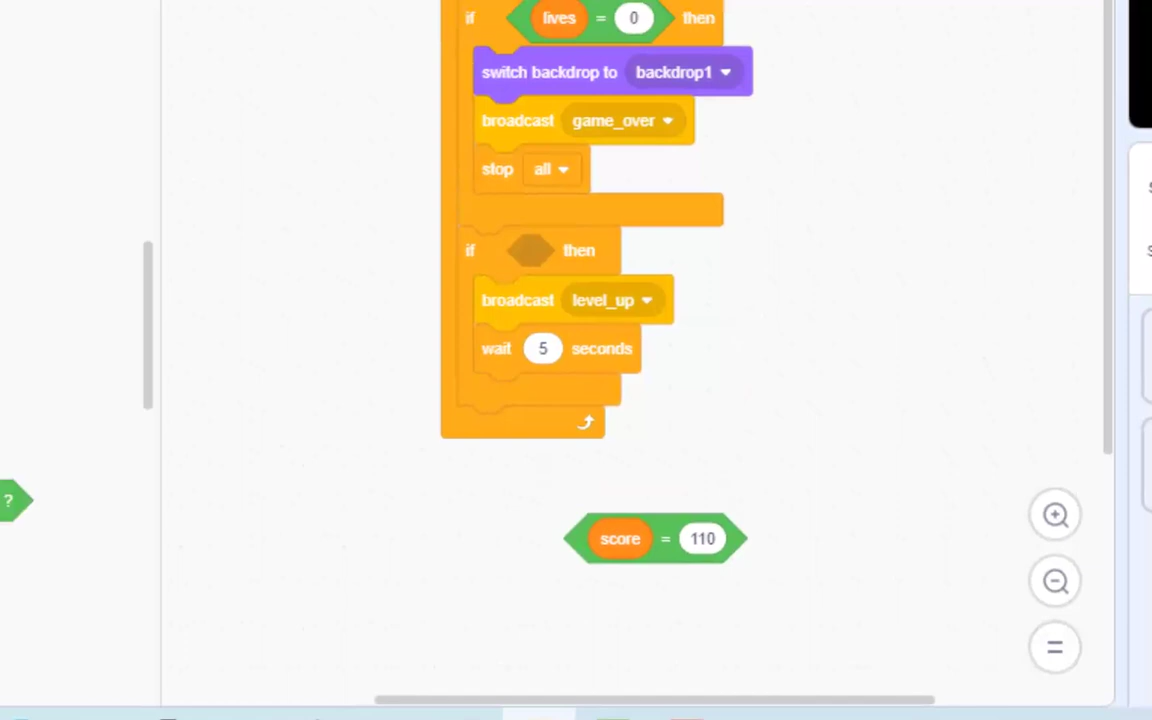 if lives = 0 then
switch backdrop to backdrop1
broadcast game_over
stop all
if then
broadcast level_up
wait 5 seconds
?
score = 110